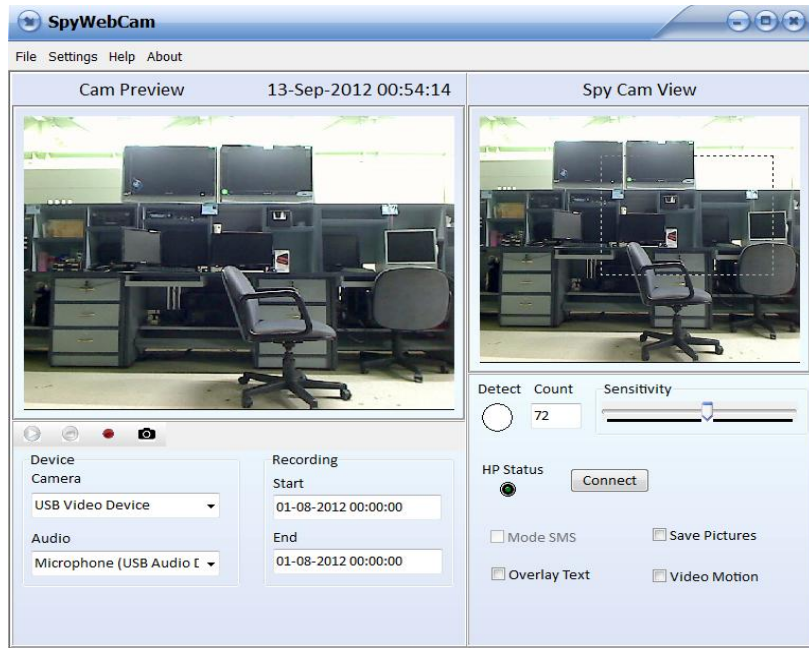 SpyWebCam
File Settings Help About
Cam Preview 13-Sep-2012 00:54:14
Spy Cam View
Detect Count Sensitivity
72
HP Status
Connect
Mode SMS Save Pictures
Overlay Text Video Motion
Device
Camera
USB Video Device
Audio
Microphone (USB Audio D
Recording
Start
01-08-2012 00:00:00
End
01-08-2012 00:00:00